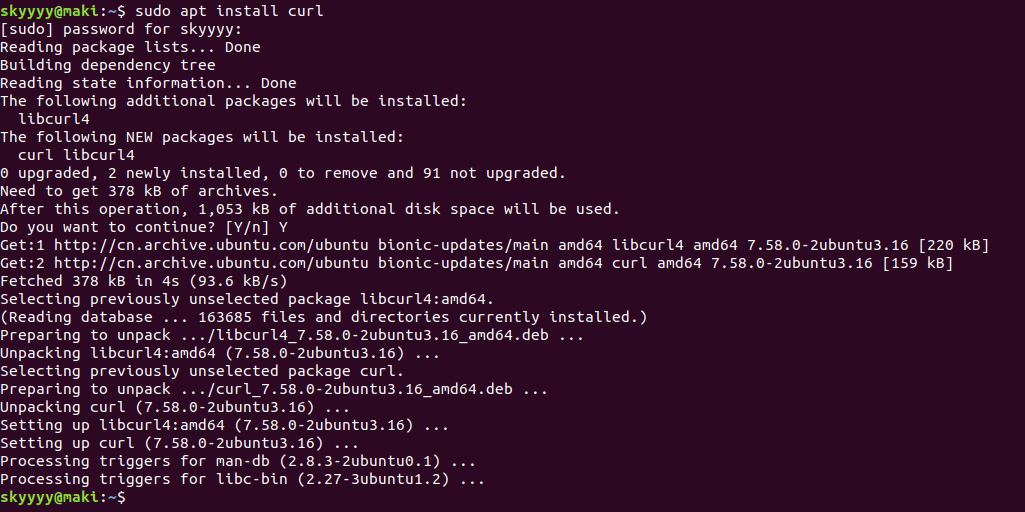 skyyyy@maki:~$ sudo apt install curl
[sudo] password for skyyyy:
Reading package lists... Done
Building dependency tree
Reading state information... Done
The following additional packages will be installed:
  libcurl4
The following NEW packages will be installed:
  curl libcurl4
0 upgraded, 2 newly installed, 0 to remove and 91 not upgraded.
Need to get 378 kB of archives.
After this operation, 1,053 kB of additional disk space will be used.
Do you want to continue? [Y/n] Y
Get:1 http://cn.archive.ubuntu.com/ubuntu bionic-updates/main amd64 libcurl4 amd64 7.58.0-2ubuntu3.16 [220 kB]
Get:2 http://cn.archive.ubuntu.com/ubuntu bionic-updates/main amd64 curl amd64 7.58.0-2ubuntu3.16 [159 kB]
Fetched 378 kB in 4s (93.6 kB/s)
Selecting previously unselected package libcurl4:amd64.
(Reading database ... 163685 files and directories currently installed.)
Preparing to unpack .../libcurl4_7.58.0-2ubuntu3.16_amd64.deb ...
Unpacking libcurl4:amd64 (7.58.0-2ubuntu3.16) ...
Selecting previously unselected package curl.
Preparing to unpack .../curl_7.58.0-2ubuntu3.16_amd64.deb ...
Unpacking curl (7.58.0-2ubuntu3.16) ...
Setting up libcurl4:amd64 (7.58.0-2ubuntu3.16) ...
Setting up curl (7.58.0-2ubuntu3.16) ...
Processing triggers for man-db (2.8.3-2ubuntu0.1) ...
Processing triggers for libc-bin (2.27-3ubuntu1.2) ...
skyyyy@maki:~$